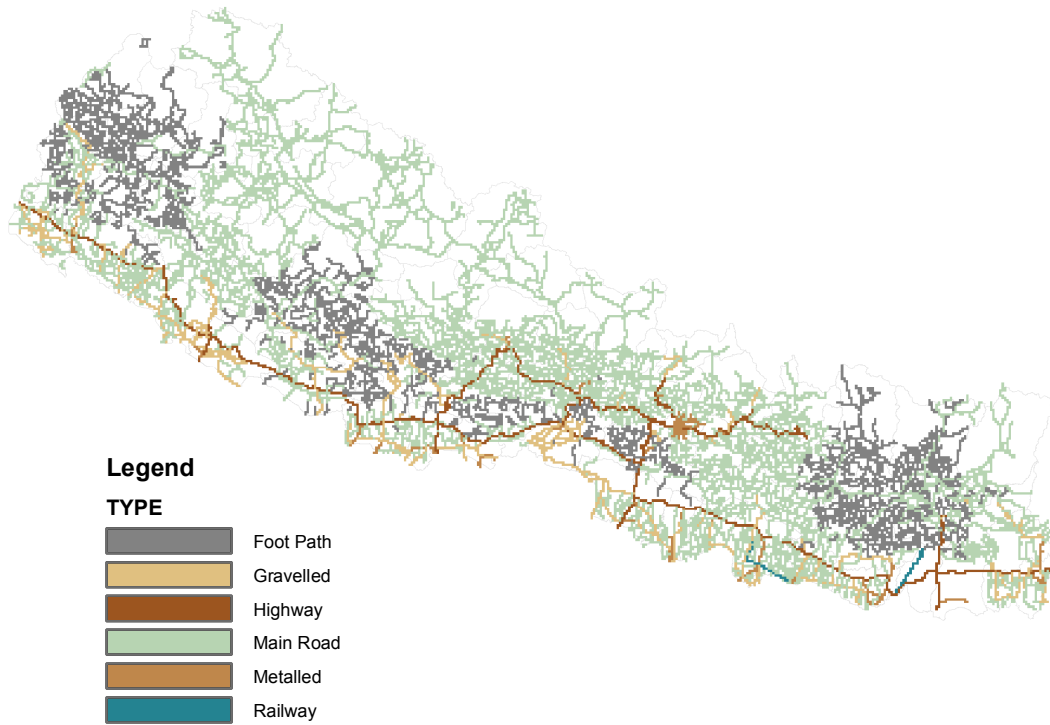 Legend
TYPE
Foot Path
Gravelled
Highway
Main Road
Metalled
Railway